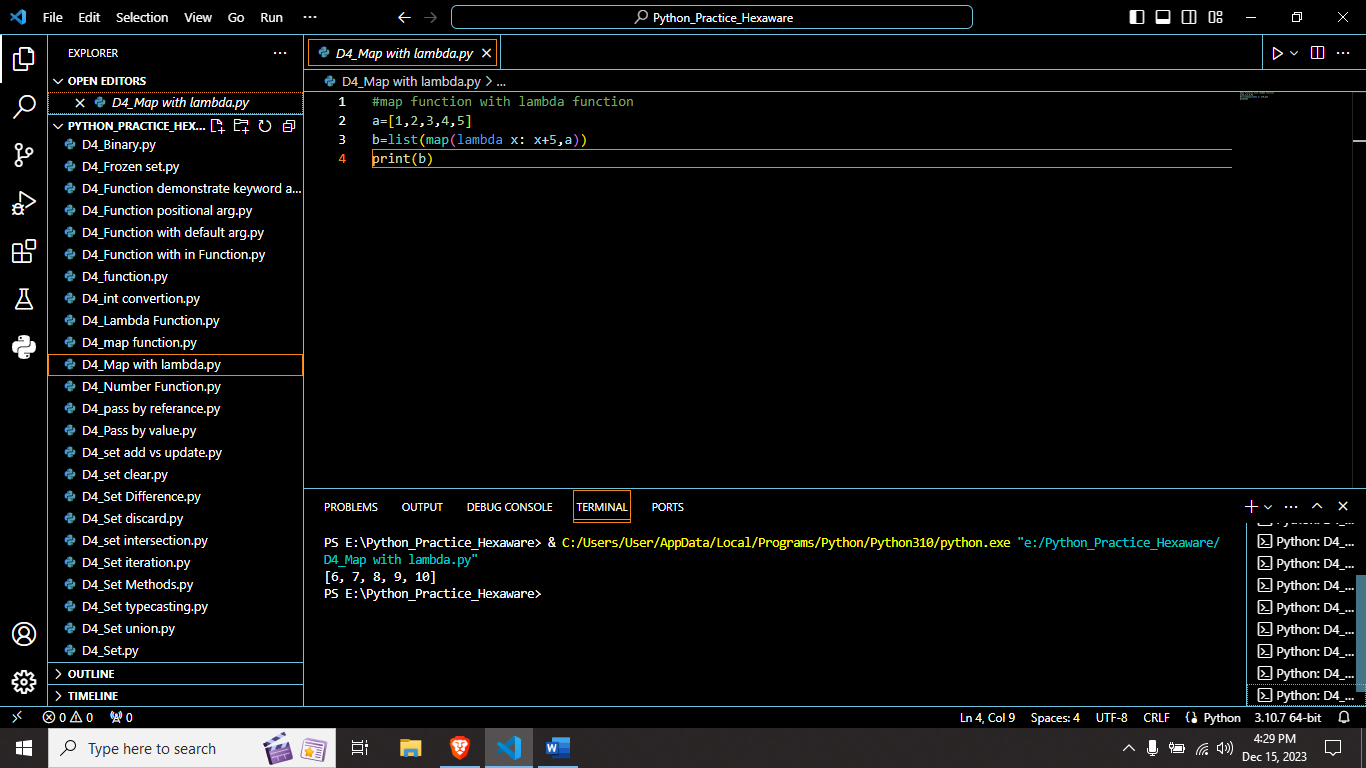 File Edit Selection View Go Run ··· Python_Practice_Hexaware
EXPLORER ···
OPEN EDITORS
D4_Map with lambda.py
PYTHON_PRACTICE_HEX...
D4_Binary.py
D4_Frozen set.py
D4_Function demonstrate keyword a...
D4_Function positional arg.py
D4_Function with default arg.py
D4_Function with in Function.py
D4_function.py
D4_int convertion.py
D4_Lambda Function.py
D4_map function.py
D4_Map with lambda.py
D4_Number Function.py
D4_pass by referance.py
D4_Pass by value.py
D4_set add vs update.py
D4_set clear.py
D4_Set Difference.py
D4_Set discard.py
D4_set intersection.py
D4_Set iteration.py
D4_Set Methods.py
D4_Set typecasting.py
D4_Set union.py
D4_Set.py
OUTLINE
TIMELINE
D4_Map with lambda.py
D4_Map with lambda.py > ...
1 #map function with lambda function
2 a=[1,2,3,4,5]
3 b=list(map(lambda x: x+5,a))
4 print(b)
PROBLEMS OUTPUT DEBUG CONSOLE TERMINAL PORTS
PS E:\Python_Practice_Hexaware> & C:/Users/User/AppData/Local/Programs/Python/Python310/python.exe "e:/Python_Practice_Hexaware/
D4_Map with lambda.py"
[6, 7, 8, 9, 10]
PS E:\Python_Practice_Hexaware>
Python: D4_...
Python: D4_...
Python: D4_...
Python: D4_...
Python: D4_...
Python: D4_...
Python: D4_...
Python: D4_...
0 0 0 Ln 4, Col 9 Spaces: 4 UTF-8 CRLF Python 3.10.7 64-bit
Type here to search
4:29 PM
Dec 15, 2023